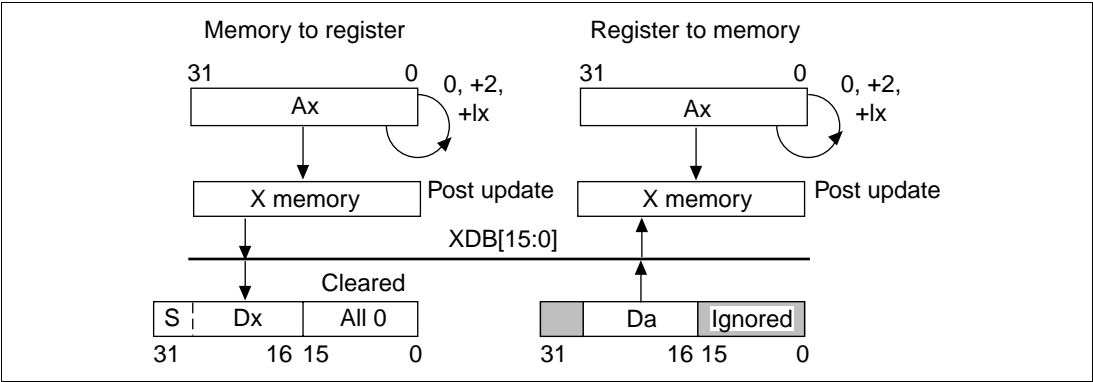 Memory to register
Register to memory
31 0
0, +2,
+Ix
Ax
31 0
0, +2,
+Ix
Ax
X memory
Post update
X memory
Post update
XDB[15:0]
Cleared
S Dx All 0
31 16 15 0
Da Ignored
31 16 15 0